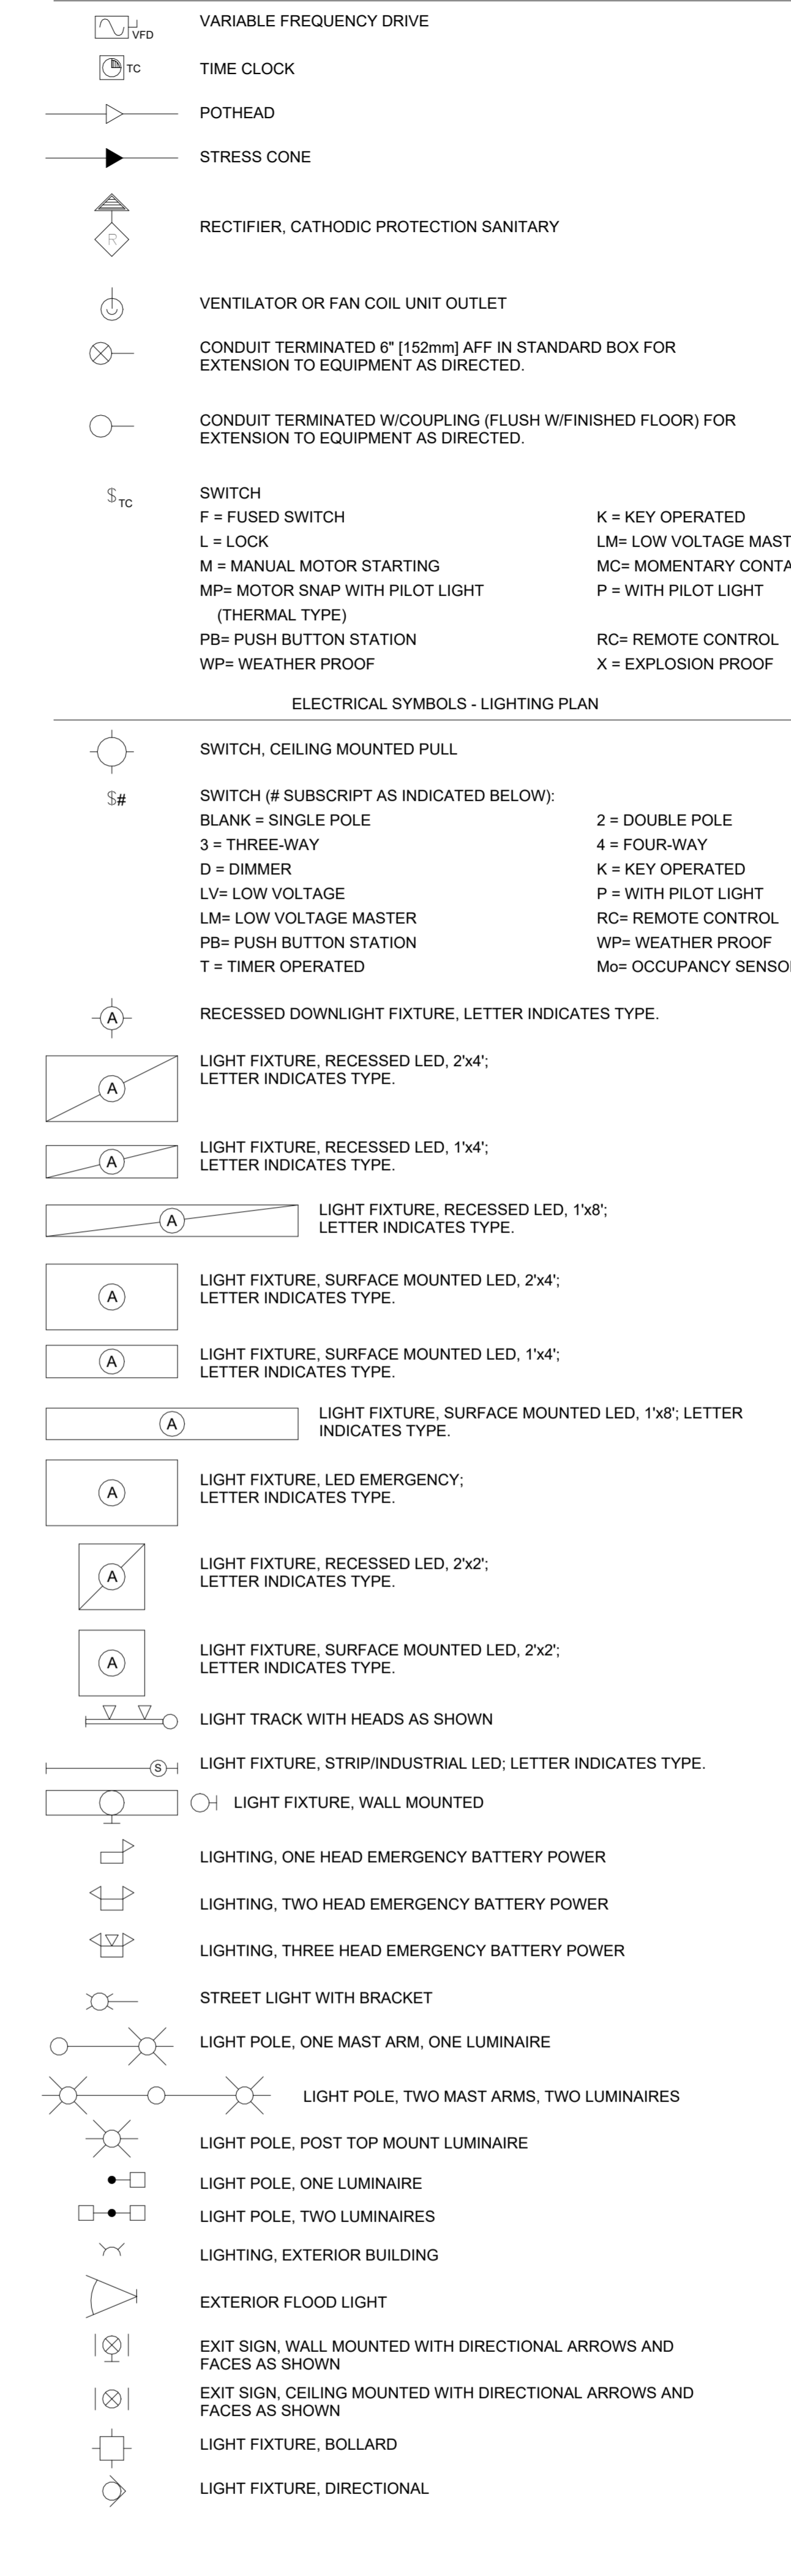 VFD VARIABLE FREQUENCY DRIVE
TC TIME CLOCK
POTHEAD
STRESS CONE
R RECTIFIER, CATHODIC PROTECTION SANITARY
VENTILATOR OR FAN COIL UNIT OUTLET
CONDUIT TERMINATED 6" [152mm] AFF IN STANDARD BOX FOR
EXTENSION TO EQUIPMENT AS DIRECTED.
CONDUIT TERMINATED W/COUPLING (FLUSH W/FINISHED FLOOR) FOR
EXTENSION TO EQUIPMENT AS DIRECTED.
$TC SWITCH
F = FUSED SWITCH K = KEY OPERATED
L = LOCK LM= LOW VOLTAGE MAST
M = MANUAL MOTOR STARTING MC= MOMENTARY CONTA
MP= MOTOR SNAP WITH PILOT LIGHT P = WITH PILOT LIGHT
(THERMAL TYPE)
PB= PUSH BUTTON STATION RC= REMOTE CONTROL
WP= WEATHER PROOF X = EXPLOSION PROOF
ELECTRICAL SYMBOLS - LIGHTING PLAN
SWITCH, CEILING MOUNTED PULL
$# SWITCH (# SUBSCRIPT AS INDICATED BELOW):
BLANK = SINGLE POLE 2 = DOUBLE POLE
3 = THREE-WAY 4 = FOUR-WAY
D = DIMMER K = KEY OPERATED
LV= LOW VOLTAGE P = WITH PILOT LIGHT
LM= LOW VOLTAGE MASTER RC= REMOTE CONTROL
PB= PUSH BUTTON STATION WP= WEATHER PROOF
T = TIMER OPERATED Mo= OCCUPANCY SENSO
A RECESSED DOWNLIGHT FIXTURE, LETTER INDICATES TYPE.
LIGHT FIXTURE, RECESSED LED, 2'x4';
A LETTER INDICATES TYPE.
LIGHT FIXTURE, RECESSED LED, 1'x4';
A LETTER INDICATES TYPE.
LIGHT FIXTURE, RECESSED LED, 1'x8';
A LETTER INDICATES TYPE.
LIGHT FIXTURE, SURFACE MOUNTED LED, 2'x4';
A LETTER INDICATES TYPE.
LIGHT FIXTURE, SURFACE MOUNTED LED, 1'x4';
A LETTER INDICATES TYPE.
LIGHT FIXTURE, SURFACE MOUNTED LED, 1'x8'; LETTER
A INDICATES TYPE.
LIGHT FIXTURE, LED EMERGENCY;
A LETTER INDICATES TYPE.
LIGHT FIXTURE, RECESSED LED, 2'x2';
A LETTER INDICATES TYPE.
LIGHT FIXTURE, SURFACE MOUNTED LED, 2'x2';
A LETTER INDICATES TYPE.
LIGHT TRACK WITH HEADS AS SHOWN
S LIGHT FIXTURE, STRIP/INDUSTRIAL LED; LETTER INDICATES TYPE.
LIGHT FIXTURE, WALL MOUNTED
LIGHTING, ONE HEAD EMERGENCY BATTERY POWER
LIGHTING, TWO HEAD EMERGENCY BATTERY POWER
LIGHTING, THREE HEAD EMERGENCY BATTERY POWER
STREET LIGHT WITH BRACKET
LIGHT POLE, ONE MAST ARM, ONE LUMINAIRE
LIGHT POLE, TWO MAST ARMS, TWO LUMINAIRES
LIGHT POLE, POST TOP MOUNT LUMINAIRE
LIGHT POLE, ONE LUMINAIRE
LIGHT POLE, TWO LUMINAIRES
LIGHTING, EXTERIOR BUILDING
EXTERIOR FLOOD LIGHT
EXIT SIGN, WALL MOUNTED WITH DIRECTIONAL ARROWS AND
FACES AS SHOWN
EXIT SIGN, CEILING MOUNTED WITH DIRECTIONAL ARROWS AND
FACES AS SHOWN
LIGHT FIXTURE, BOLLARD
LIGHT FIXTURE, DIRECTIONAL